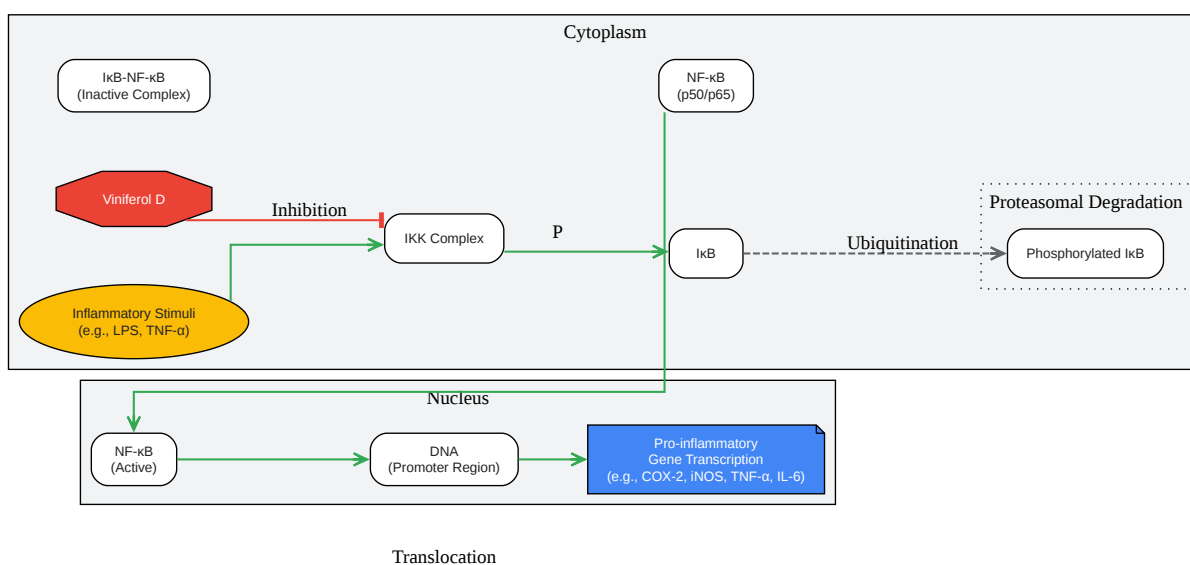 Cytoplasm
IκB-NF-κB
(Inactive Complex)
NF-κB
(p50/p65)
Viniferol D
Inhibition
IKK Complex
P
IκB
Ubiquitination
Proteasomal Degradation
Phosphorylated IκB
Inflammatory Stimuli
(e.g., LPS, TNF-α)
Nucleus
NF-κB
(Active)
DNA
(Promoter Region)
Pro-inflammatory
Gene Transcription
(e.g., COX-2, iNOS, TNF-α, IL-6)
Translocation